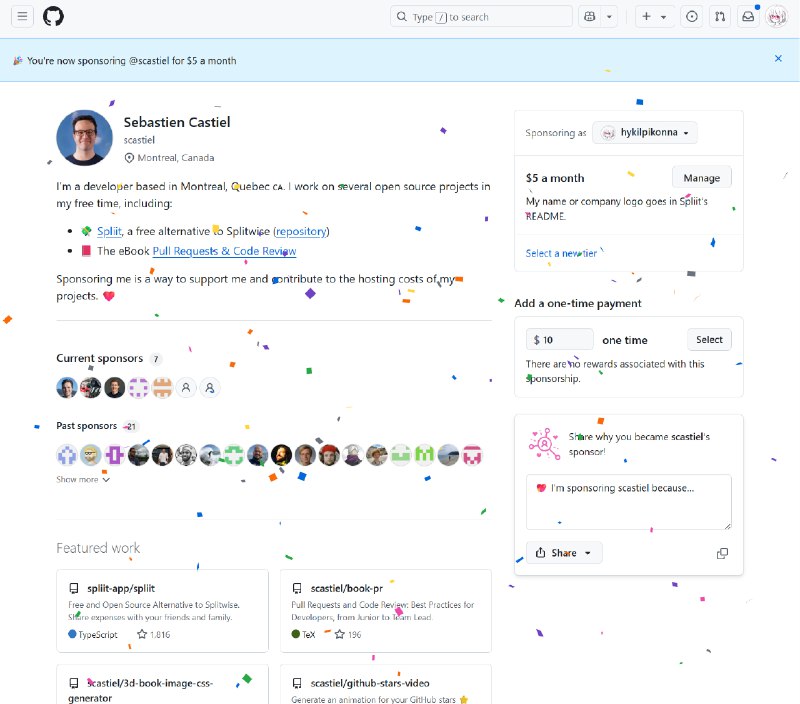 Type / to search
🎉 You're now sponsoring @scastiel for $5 a month
Sebastien Castiel
scastiel
Montreal, Canada
I'm a developer based in Montreal, Quebec 🇨🇦. I work on several open source projects in
my free time, including:
💸 Spliit, a free alternative to Splitwise (repository)
📕 The eBook Pull Requests & Code Review
Sponsoring me is a way to support me and contribute to the hosting costs of my
projects. 💖
Current sponsors 7
Past sponsors 21
Show more
Featured work
spliit-app/spliit
Free and Open Source Alternative to Splitwise.
Share expenses with your friends and family.
TypeScript 1,816
scastiel/book-pr
Pull Requests and Code Review: Best Practices for
Developers, from Junior to Team Lead
TeX 196
scastiel/3d-book-image-css-
generator
scastiel/github-stars-video
Generate an animation for your GitHub stars ⭐
Sponsoring as hykilpikonna
$5 a month
Manage
My name or company logo goes in Spliit's
README.
Select a new tier
Add a one-time payment
$ 10 one time Select
There are no rewards associated with this
sponsorship.
Share why you became scastiel's
sponsor!
💖 I'm sponsoring scastiel because...
Share